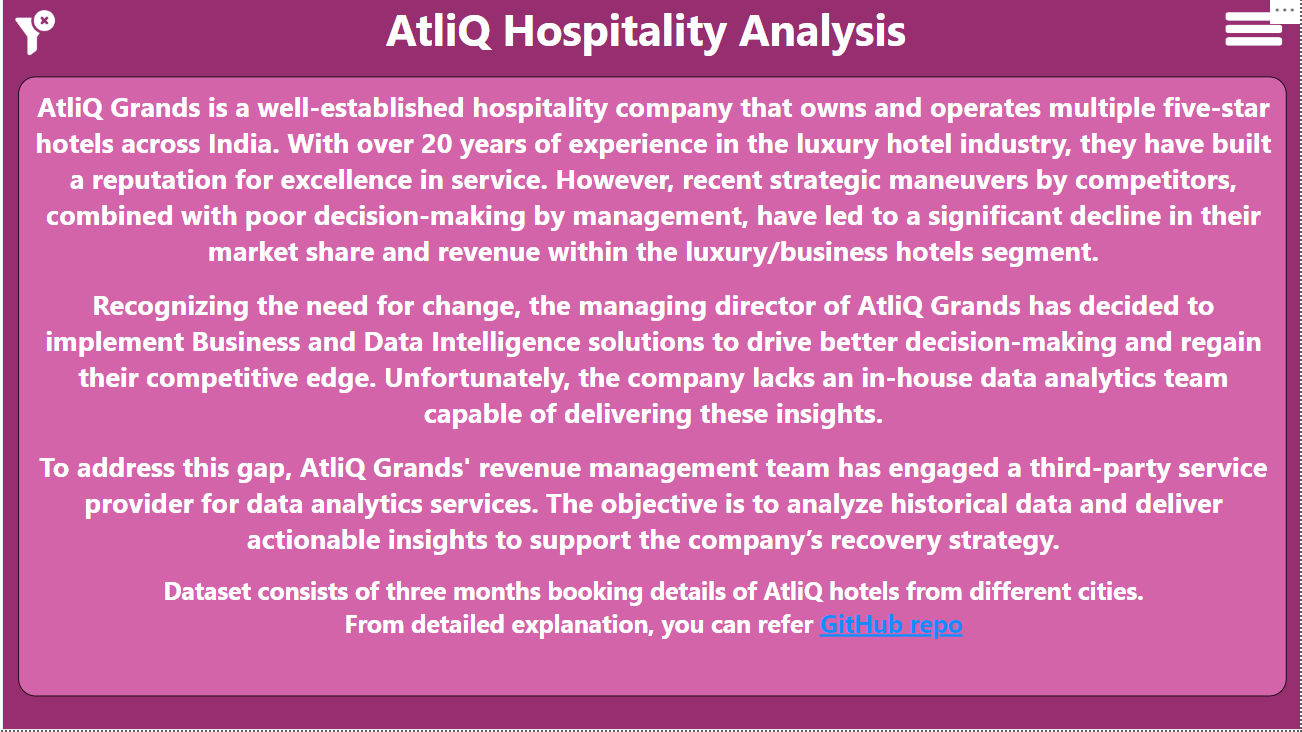 AtliQ Hospitality Analysis
AtliQ Grands is a well-established hospitality company that owns and operates multiple five-star
hotels across India. With over 20 years of experience in the luxury hotel industry, they have built
a reputation for excellence in service. However, recent strategic maneuvers by competitors,
combined with poor decision-making by management, have led to a significant decline in their
market share and revenue within the luxury/business hotels segment.
Recognizing the need for change, the managing director of AtliQ Grands has decided to
implement Business and Data Intelligence solutions to drive better decision-making and regain
their competitive edge. Unfortunately, the company lacks an in-house data analytics team
capable of delivering these insights.
To address this gap, AtliQ Grands' revenue management team has engaged a third-party service
provider for data analytics services. The objective is to analyze historical data and deliver
actionable insights to support the company’s recovery strategy.
Dataset consists of three months booking details of AtliQ hotels from different cities.
From detailed explanation, you can refer GitHub repo